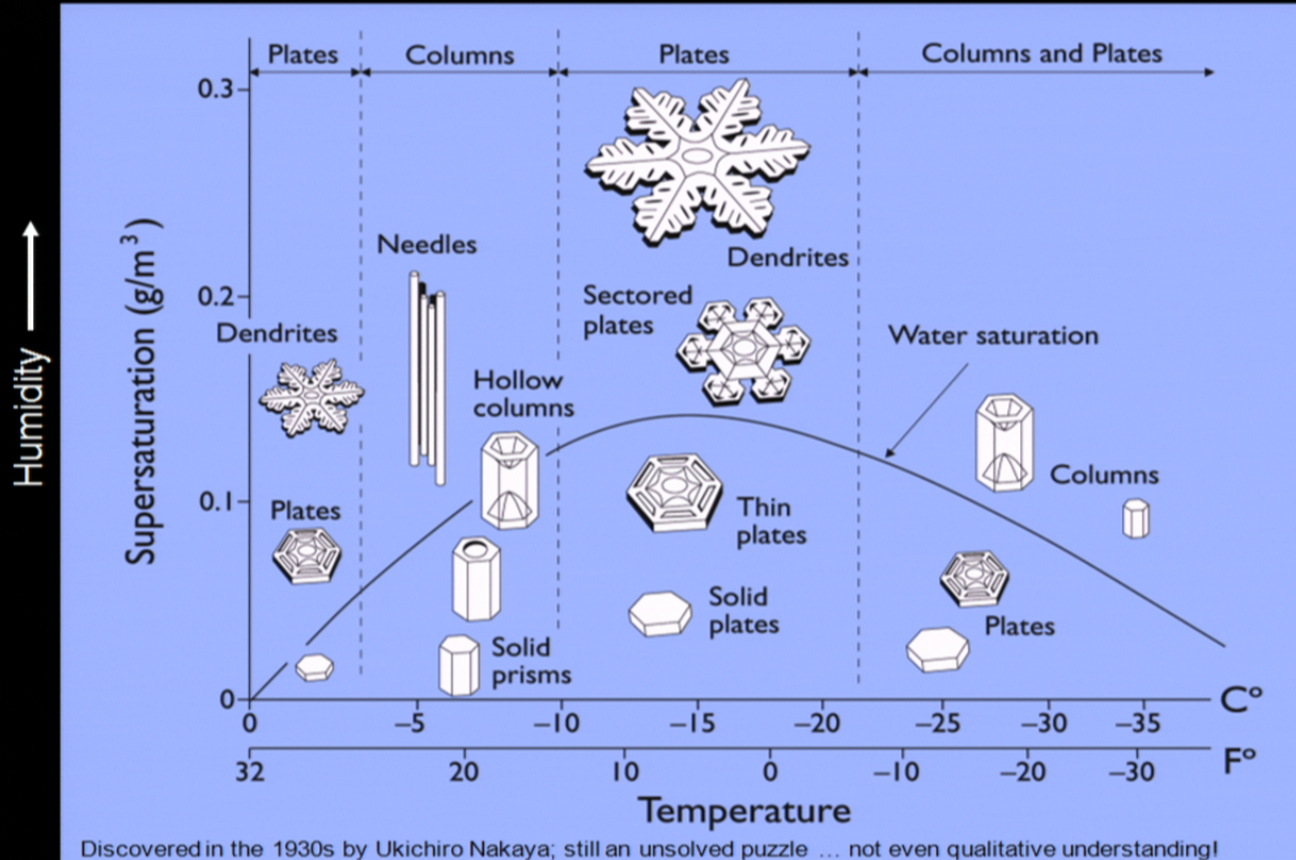 Plates
Columns
Plates
Columns and Plates
0.3
0.2
0.1
0
Supersaturation (g/m³)
Humidity
Needles
Dendrites
Sectored
plates
Dendrites
Water saturation
Hollow
columns
Columns
Plates
Thin
plates
Solid
plates
Plates
Solid
prisms
0 –5 –10 –15 –20 –25 –30 –35 C°
32 20 10 0 –10 –20 –30 F°
Temperature
Discovered in the 1930s by Ukichiro Nakaya; still an unsolved puzzle ... not even qualitative understanding!